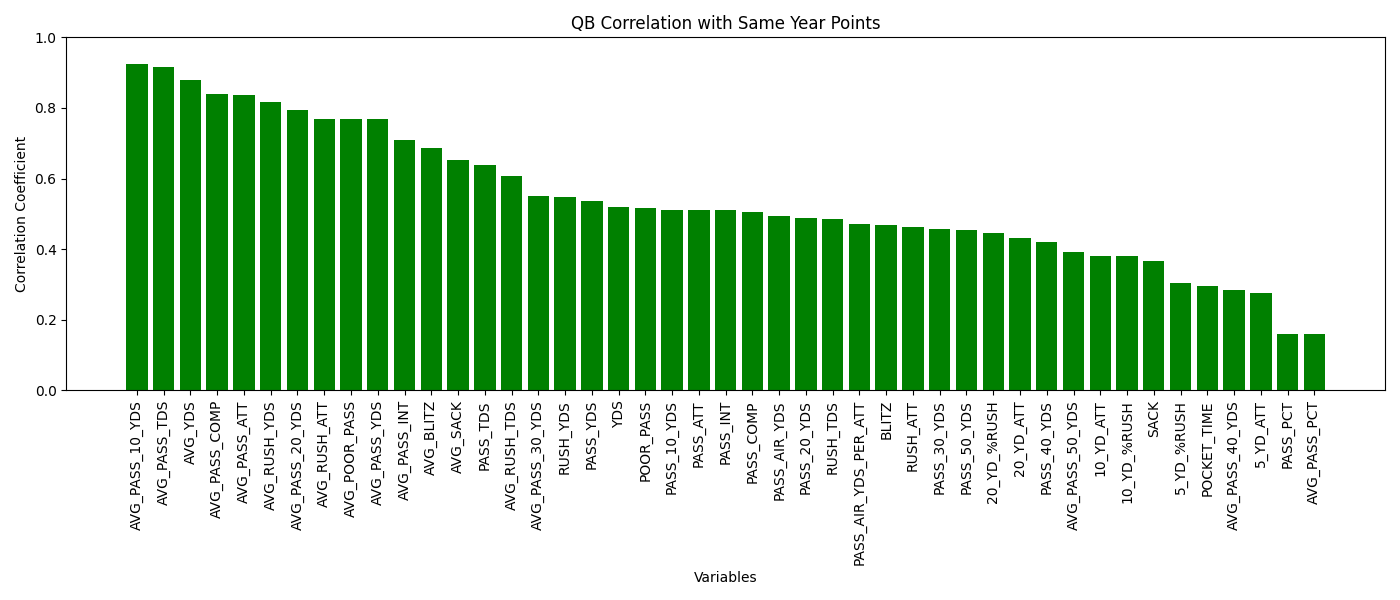 QB Correlation with Same Year Points
Correlation Coefficient
1.0
0.8
0.6
0.4
0.2
0.0
AVG_PASS_10_YDS
AVG_PASS_TDS
AVG_YDS
AVG_PASS_COMP
AVG_PASS_ATT
AVG_RUSH_YDS
AVG_PASS_20_YDS
AVG_RUSH_ATT
AVG_POOR_PASS
AVG_PASS_YDS
AVG_PASS_INT
AVG_BLITZ
AVG_SACK
PASS_TDS
AVG_RUSH_TDS
AVG_PASS_30_YDS
RUSH_YDS
PASS_YDS
YDS
POOR_PASS
PASS_10_YDS
PASS_ATT
PASS_INT
PASS_COMP
PASS_AIR_YDS
PASS_20_YDS
RUSH_TDS
PASS_AIR_YDS_PER_ATT
BLITZ
RUSH_ATT
PASS_30_YDS
PASS_50_YDS
20_YD_%RUSH
20_YD_ATT
PASS_40_YDS
AVG_PASS_50_YDS
10_YD_ATT
10_YD_%RUSH
SACK
5_YD_%RUSH
POCKET_TIME
AVG_PASS_40_YDS
5_YD_ATT
PASS_PCT
AVG_PASS_PCT
Variables